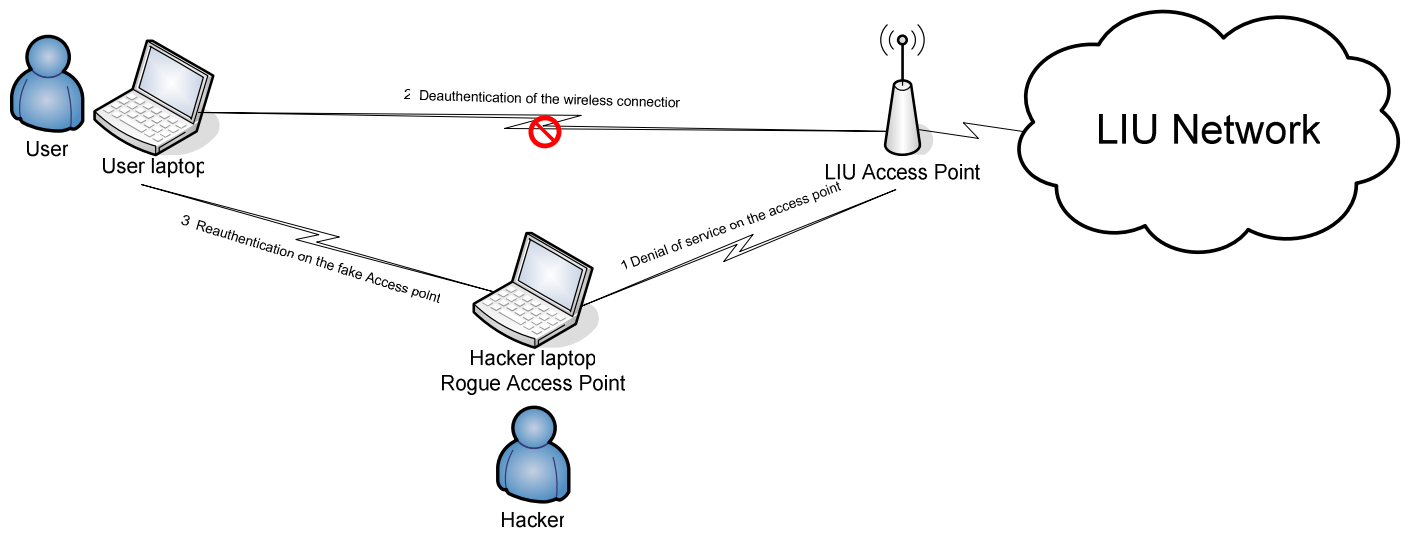 2 Deauthentication of the wireless connection
LIU Network
User
User laptop
LIU Access Point
1 Denial of service on the access point
3 Reauthentication on the fake Access point
Hacker laptop
Rogue Access Point
Hacker